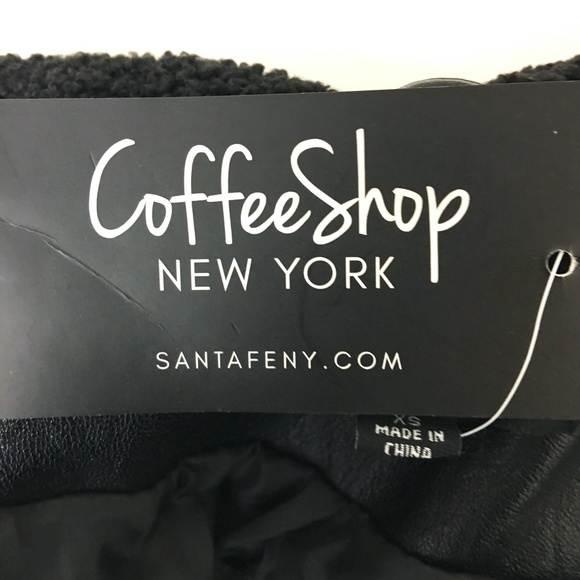 CoffeeShop
NEW YORK
SANTAFENY.COM
XS
MADE IN
CHINA